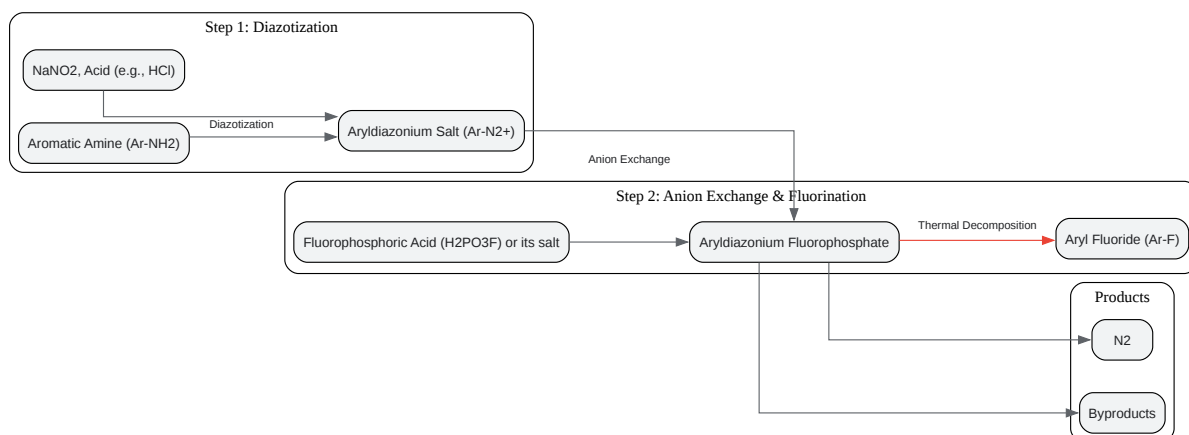 Step 1: Diazotization
NaNO2, Acid (e.g., HCl)
Diazotization
Aromatic Amine (Ar-NH2)
Aryldiazonium Salt (Ar-N2+)
Anion Exchange
Step 2: Anion Exchange & Fluorination
Fluorophosphoric Acid (H2PO3F) or its salt
Aryldiazonium Fluorophosphate
Thermal Decomposition
Aryl Fluoride (Ar-F)
Products
N2
Byproducts